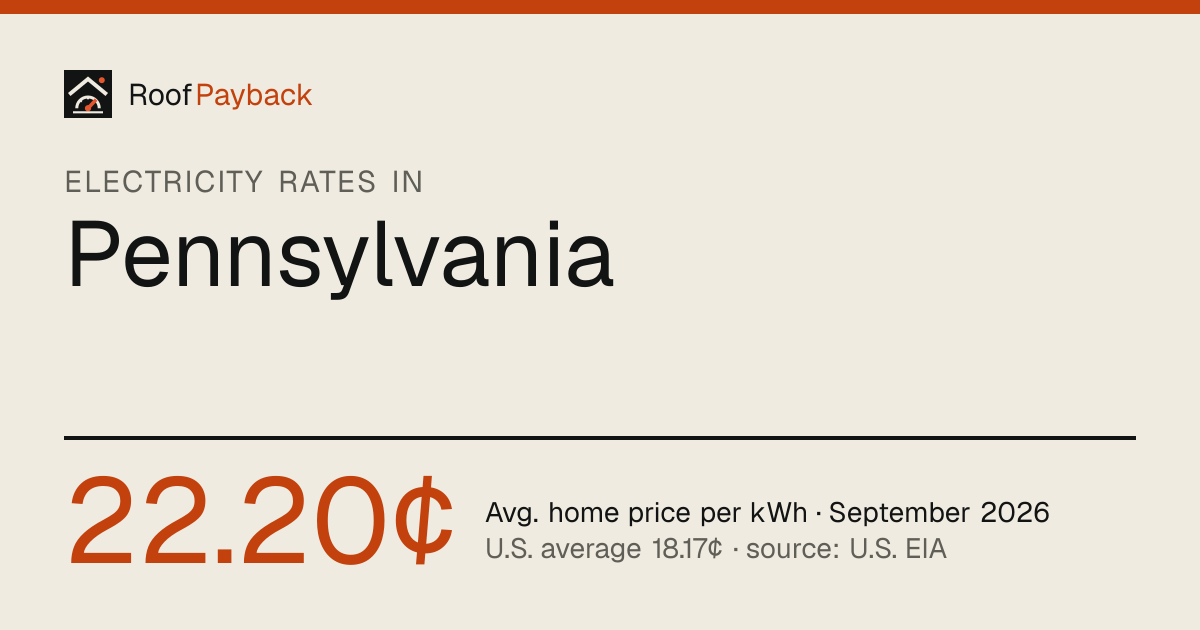 RoofPayback
ELECTRICITY RATES IN
Pennsylvania
22.20¢
Avg. home price per kWh · September 2026
U.S. average 18.17¢ · source: U.S. EIA